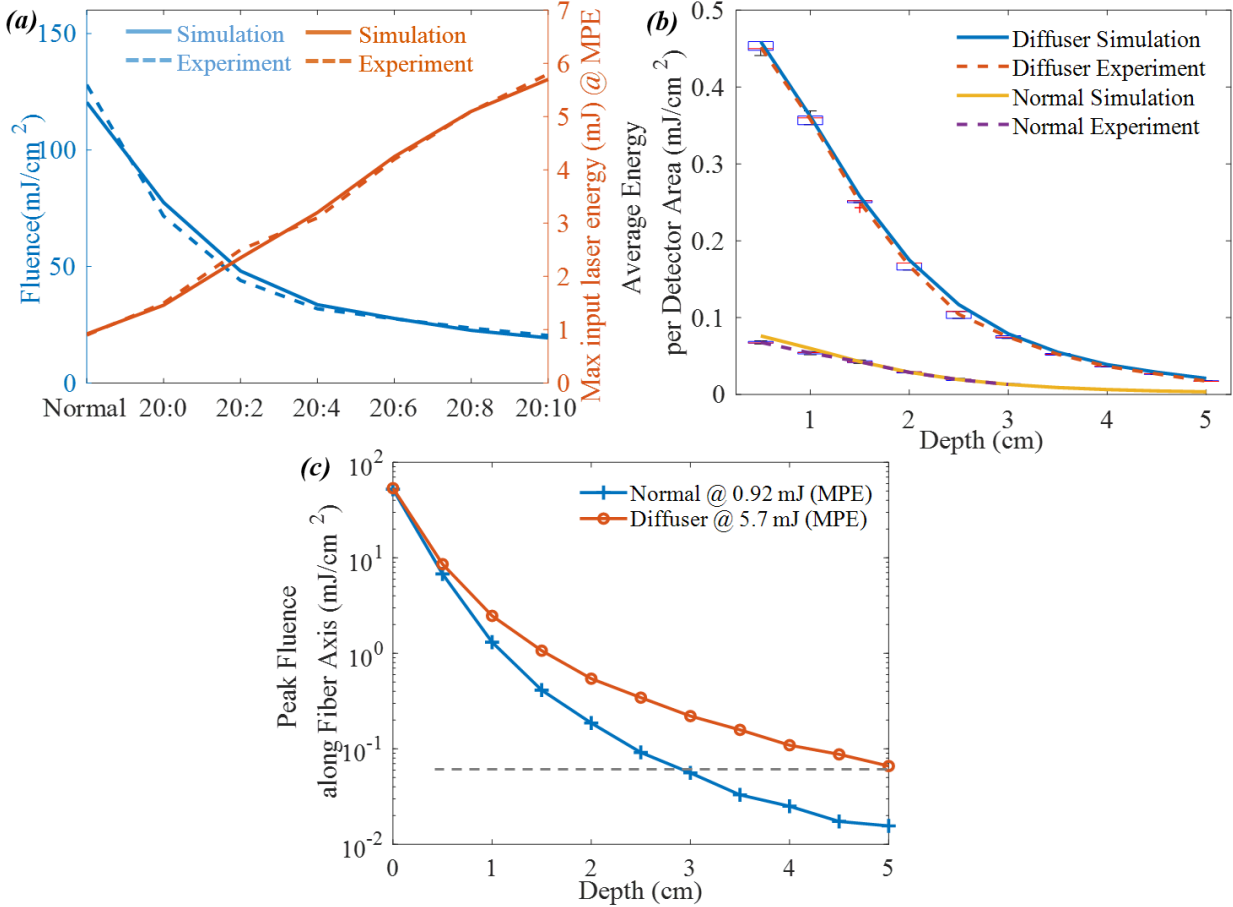 (a)
150
100
50
0
Fluence(mJ/cm 2)
Simulation
Experiment
Simulation
Experiment
7
6
5
4
3
2
1
0
Max input laser energy (mJ) @ MPE
Normal 20:0 20:2 20:4 20:6 20:8 20:10
(b)
0.5
0.4
0.3
0.2
0.1
0
Average Energy
per Detector Area (mJ/cm 2)
Diffuser Simulation
Diffuser Experiment
Normal Simulation
Normal Experiment
1 2 3 4 5
Depth (cm)
(c)
10 2
10 1
10 0
10 -1
10 -2
Peak Fluence
along Fiber Axis (mJ/cm 2)
Normal @ 0.92 mJ (MPE)
Diffuser @ 5.7 mJ (MPE)
0 1 2 3 4 5
Depth (cm)